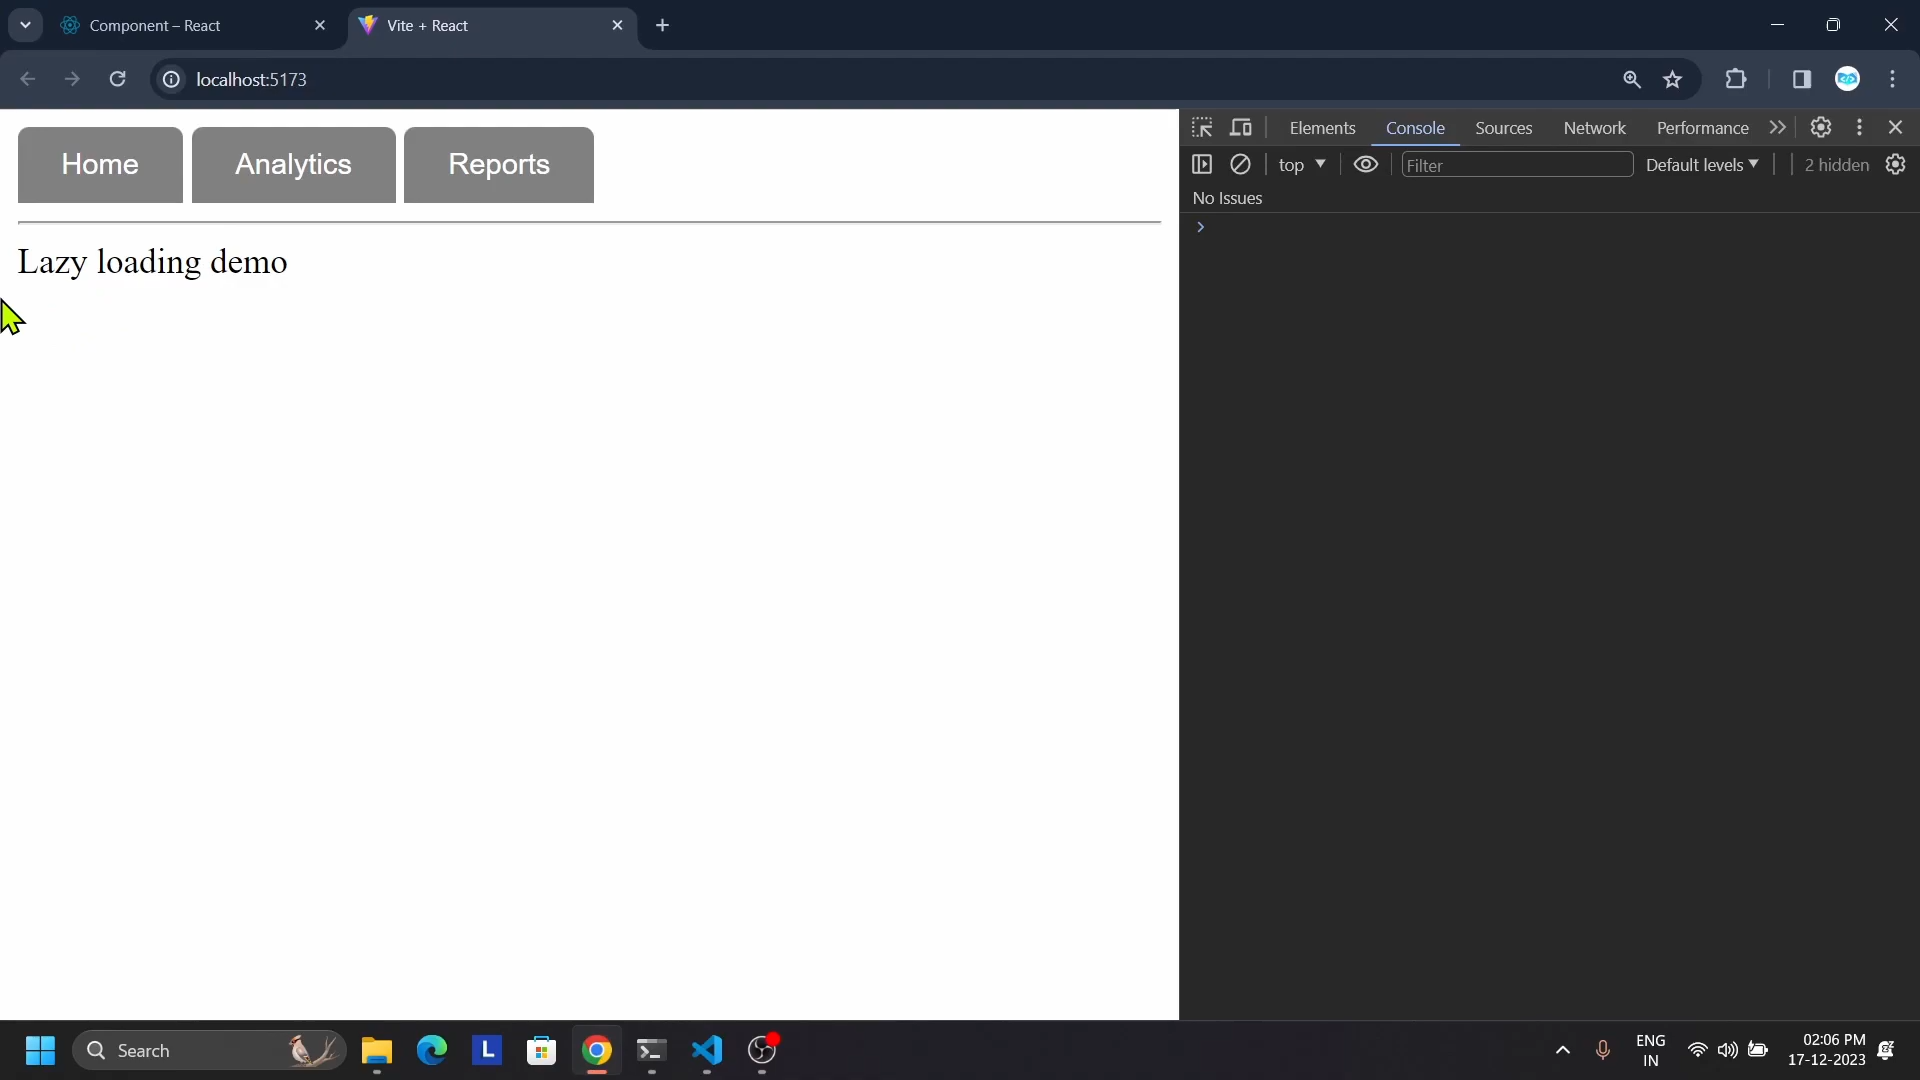 Component – React
Vite + React
localhost:5173
Home
Analytics
Reports
Lazy loading demo
Elements
Console
Sources
Network
Performance
top
Filter
Default levels
2 hidden
No Issues
Search
L
ENG
IN
02:06 PM
17-12-2023